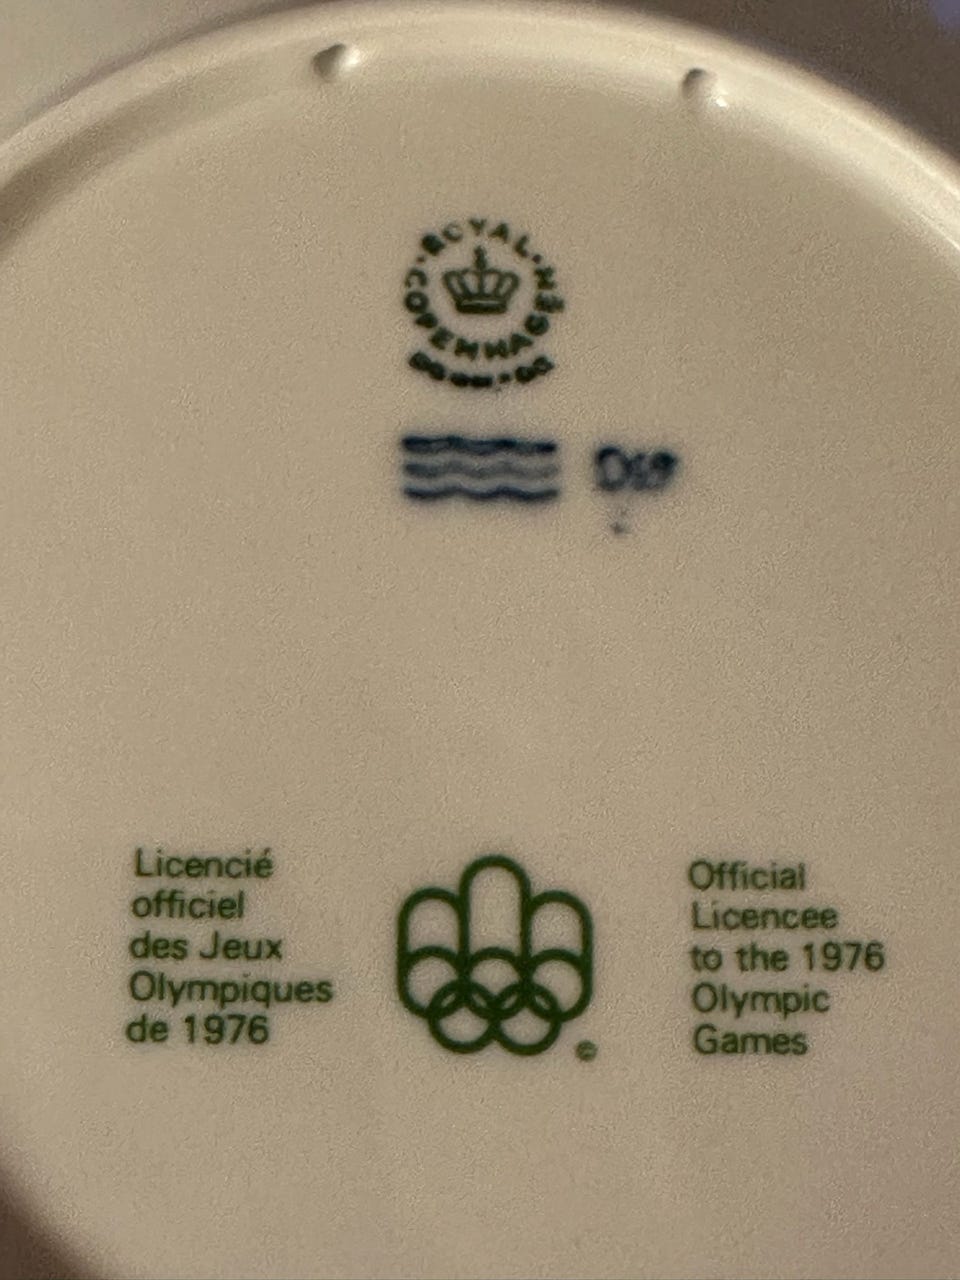 ROYAL
COPENHAGEN
Licencié
officiel
des Jeux
Olympiques
de 1976
©
Official
Licencee
to the 1976
Olympic
Games